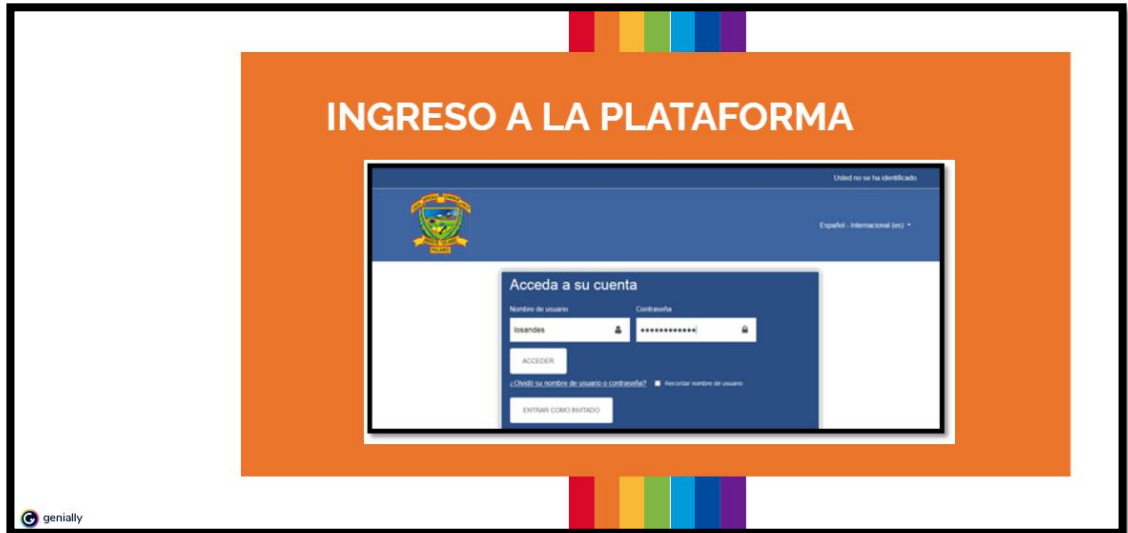 INGRESO A LA PLATAFORMA
Usted no se ha identificado.
Español - Internacional (es)
PILLARO
Acceda a su cuenta
Nombre de usuario Contraseña
losandes ••••••••••••
ACCEDER
¿Olvidó su nombre de usuario o contraseña? Recordar nombre de usuario
ENTRAR COMO INVITADO
genially